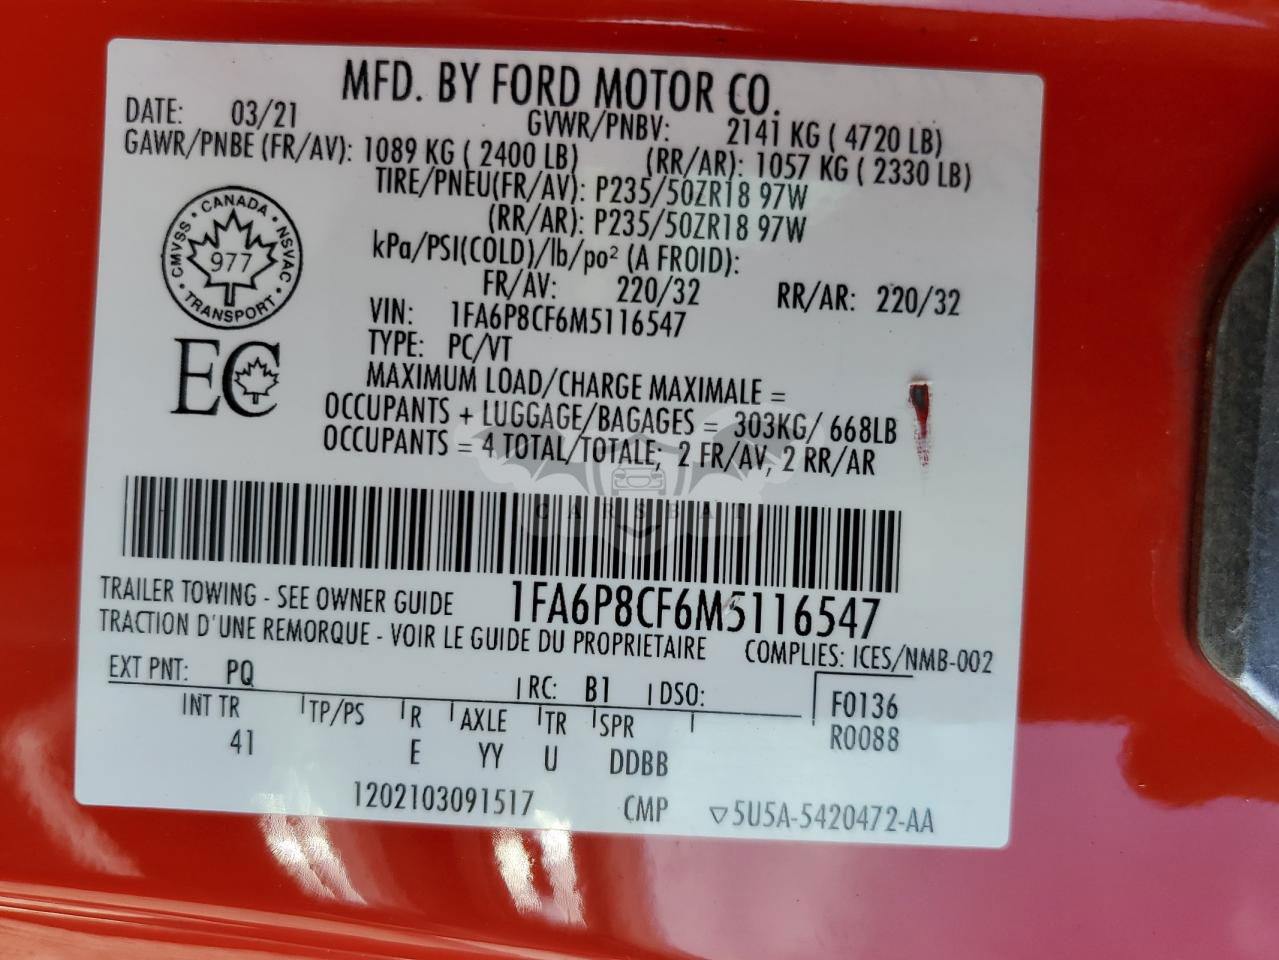 MFD. BY FORD MOTOR CO.
DATE: 03/21 GVWR/PNBV: 2141 KG ( 4720 LB)
GAWR/PNBE (FR/AV): 1089 KG ( 2400 LB) (RR/AR): 1057 KG ( 2330 LB)
TIRE/PNEU(FR/AV): P235/50ZR18 97W
(RR/AR): P235/50ZR18 97W
kPa/PSI(COLD)/lb/po² (A FROID):
FR/AV: 220/32 RR/AR: 220/32
CANADA
CMVSS · NSVAC
977
TRANSPORT
VIN: 1FA6P8CF6M5116547
TYPE: PC/VT
EC
MAXIMUM LOAD/CHARGE MAXIMALE =
OCCUPANTS + LUGGAGE/BAGAGES = 303KG/ 668LB
OCCUPANTS = 4 TOTAL/TOTALE; 2 FR/AV, 2 RR/AR
CARSBAT
TRAILER TOWING - SEE OWNER GUIDE 1FA6P8CF6M5116547
TRACTION D'UNE REMORQUE - VOIR LE GUIDE DU PROPRIETAIRE COMPLIES: ICES/NMB-002
EXT PNT: PQ RC: B1 DSO: F0136
INT TR TP/PS R AXLE TR SPR R0088
41 E YY U DDBB
1202103091517 CMP ▽5U5A-5420472-AA